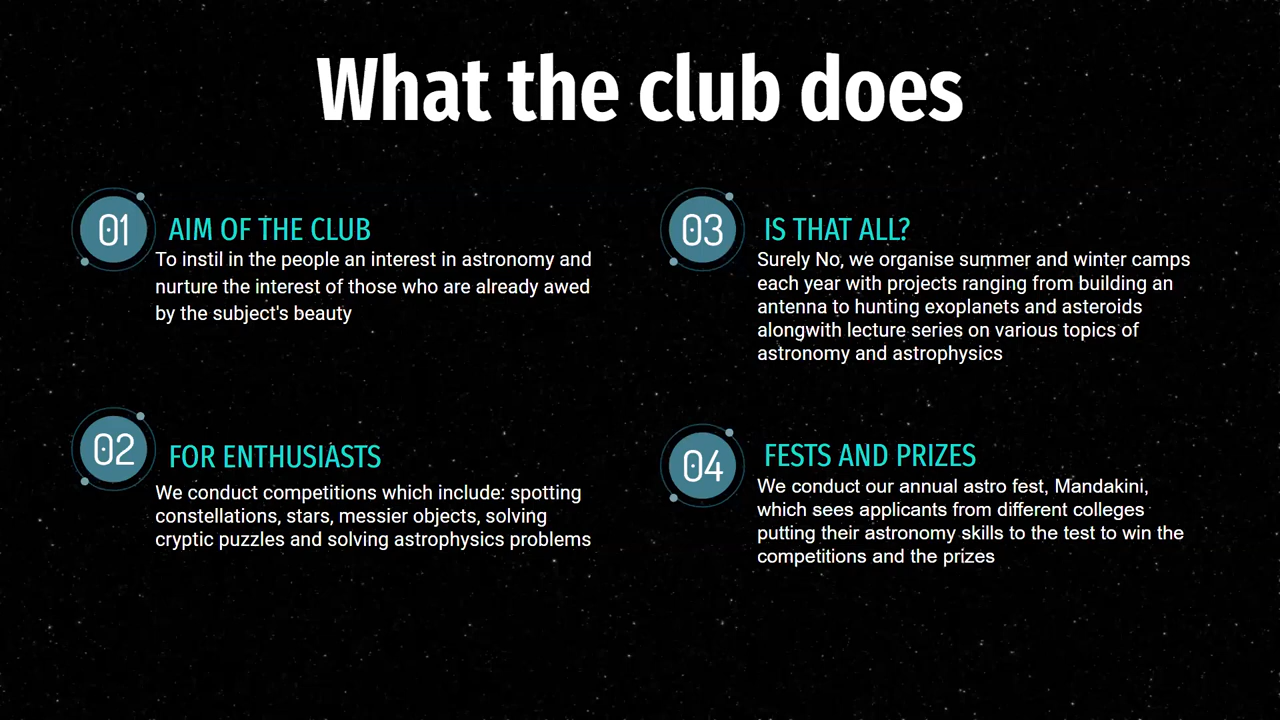 What the club does
01
AIM OF THE CLUB
To instil in the people an interest in astronomy and
nurture the interest of those who are already awed
by the subject's beauty
02
FOR ENTHUSIASTS
We conduct competitions which include: spotting
constellations, stars, messier objects, solving
cryptic puzzles and solving astrophysics problems
03
IS THAT ALL?
Surely No, we organise summer and winter camps
each year with projects ranging from building an
antenna to hunting exoplanets and asteroids
alongwith lecture series on various topics of
astronomy and astrophysics
04
FESTS AND PRIZES
We conduct our annual astro fest, Mandakini,
which sees applicants from different colleges
putting their astronomy skills to the test to win the
competitions and the prizes